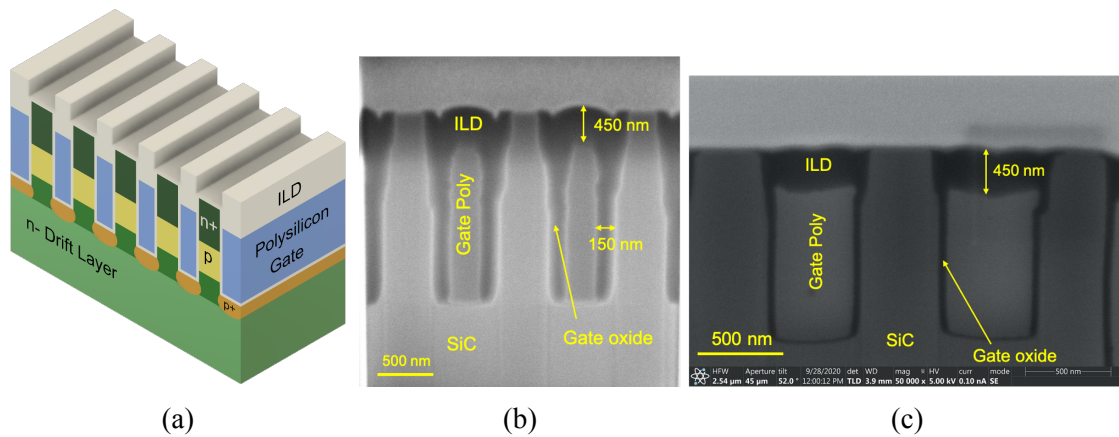 ILD
n+
p
Polysilicon
Gate
n- Drift Layer
p+
(a)
ILD
450 nm
Gate Poly
150 nm
Gate oxide
SiC
500 nm
(b)
ILD
450 nm
Gate Poly
500 nm
SiC
Gate oxide
HFW Aperture tilt 9/28/2020 det WD mag ⌗ HV curr mode
2.54 µm 45 µm 52.0 ° 12:00:12 PM TLD 3.9 mm 50 000 x 5.00 kV 0.10 nA SE
500 nm
(c)